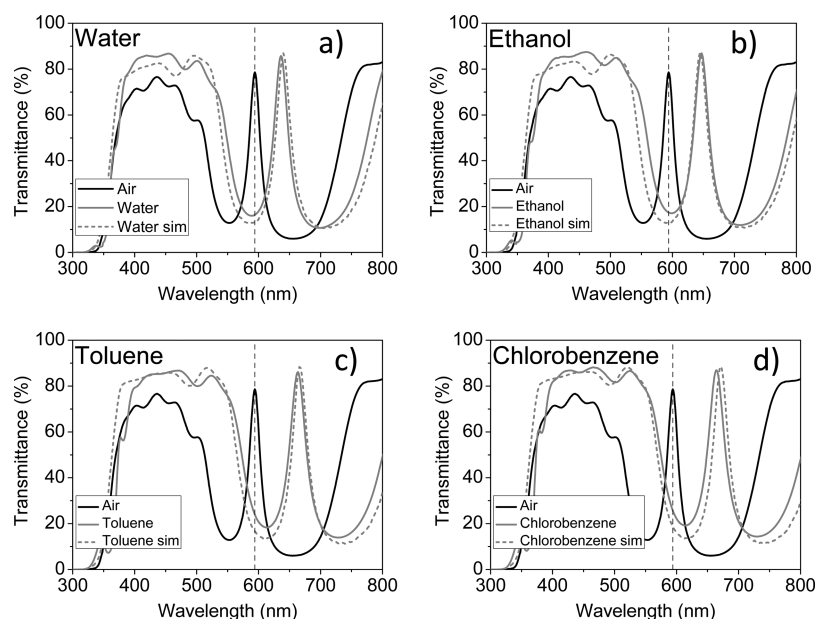 Water
a)
Transmittance (%)
100
80
60
40
20
0
Air
Water
Water sim
300 400 500 600 700 800
Wavelength (nm)
Ethanol
b)
Transmittance (%)
100
80
60
40
20
0
Air
Ethanol
Ethanol sim
300 400 500 600 700 800
Wavelength (nm)
Toluene
c)
Transmittance (%)
100
80
60
40
20
0
Air
Toluene
Toluene sim
300 400 500 600 700 800
Wavelength (nm)
Chlorobenzene
d)
Transmittance (%)
100
80
60
40
20
0
Air
Chlorobenzene
Chlorobenzene sim
300 400 500 600 700 800
Wavelength (nm)